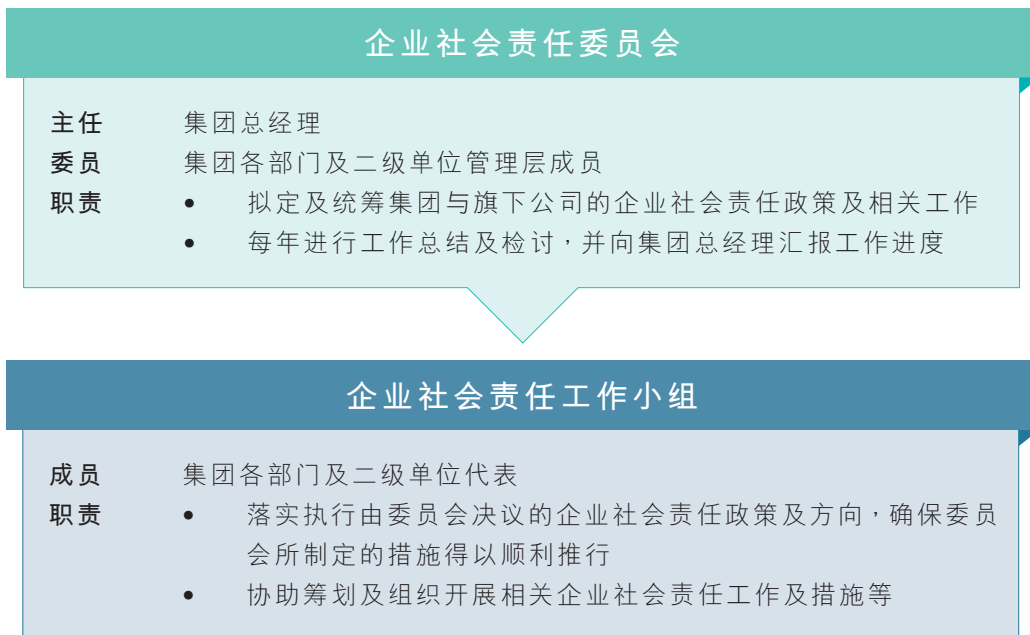 企业社会责任委员会
主任 集团总经理
委员 集团各部门及二级单位管理层成员
职责 • 拟定及统筹集团与旗下公司的企业社会责任政策及相关工作
• 每年进行工作总结及检讨，并向集团总经理汇报工作进度
企业社会责任工作小组
成员 集团各部门及二级单位代表
职责 • 落实执行由委员会决议的企业社会责任政策及方向，确保委员
会所制定的措施得以顺利推行
• 协助筹划及组织开展相关企业社会责任工作及措施等